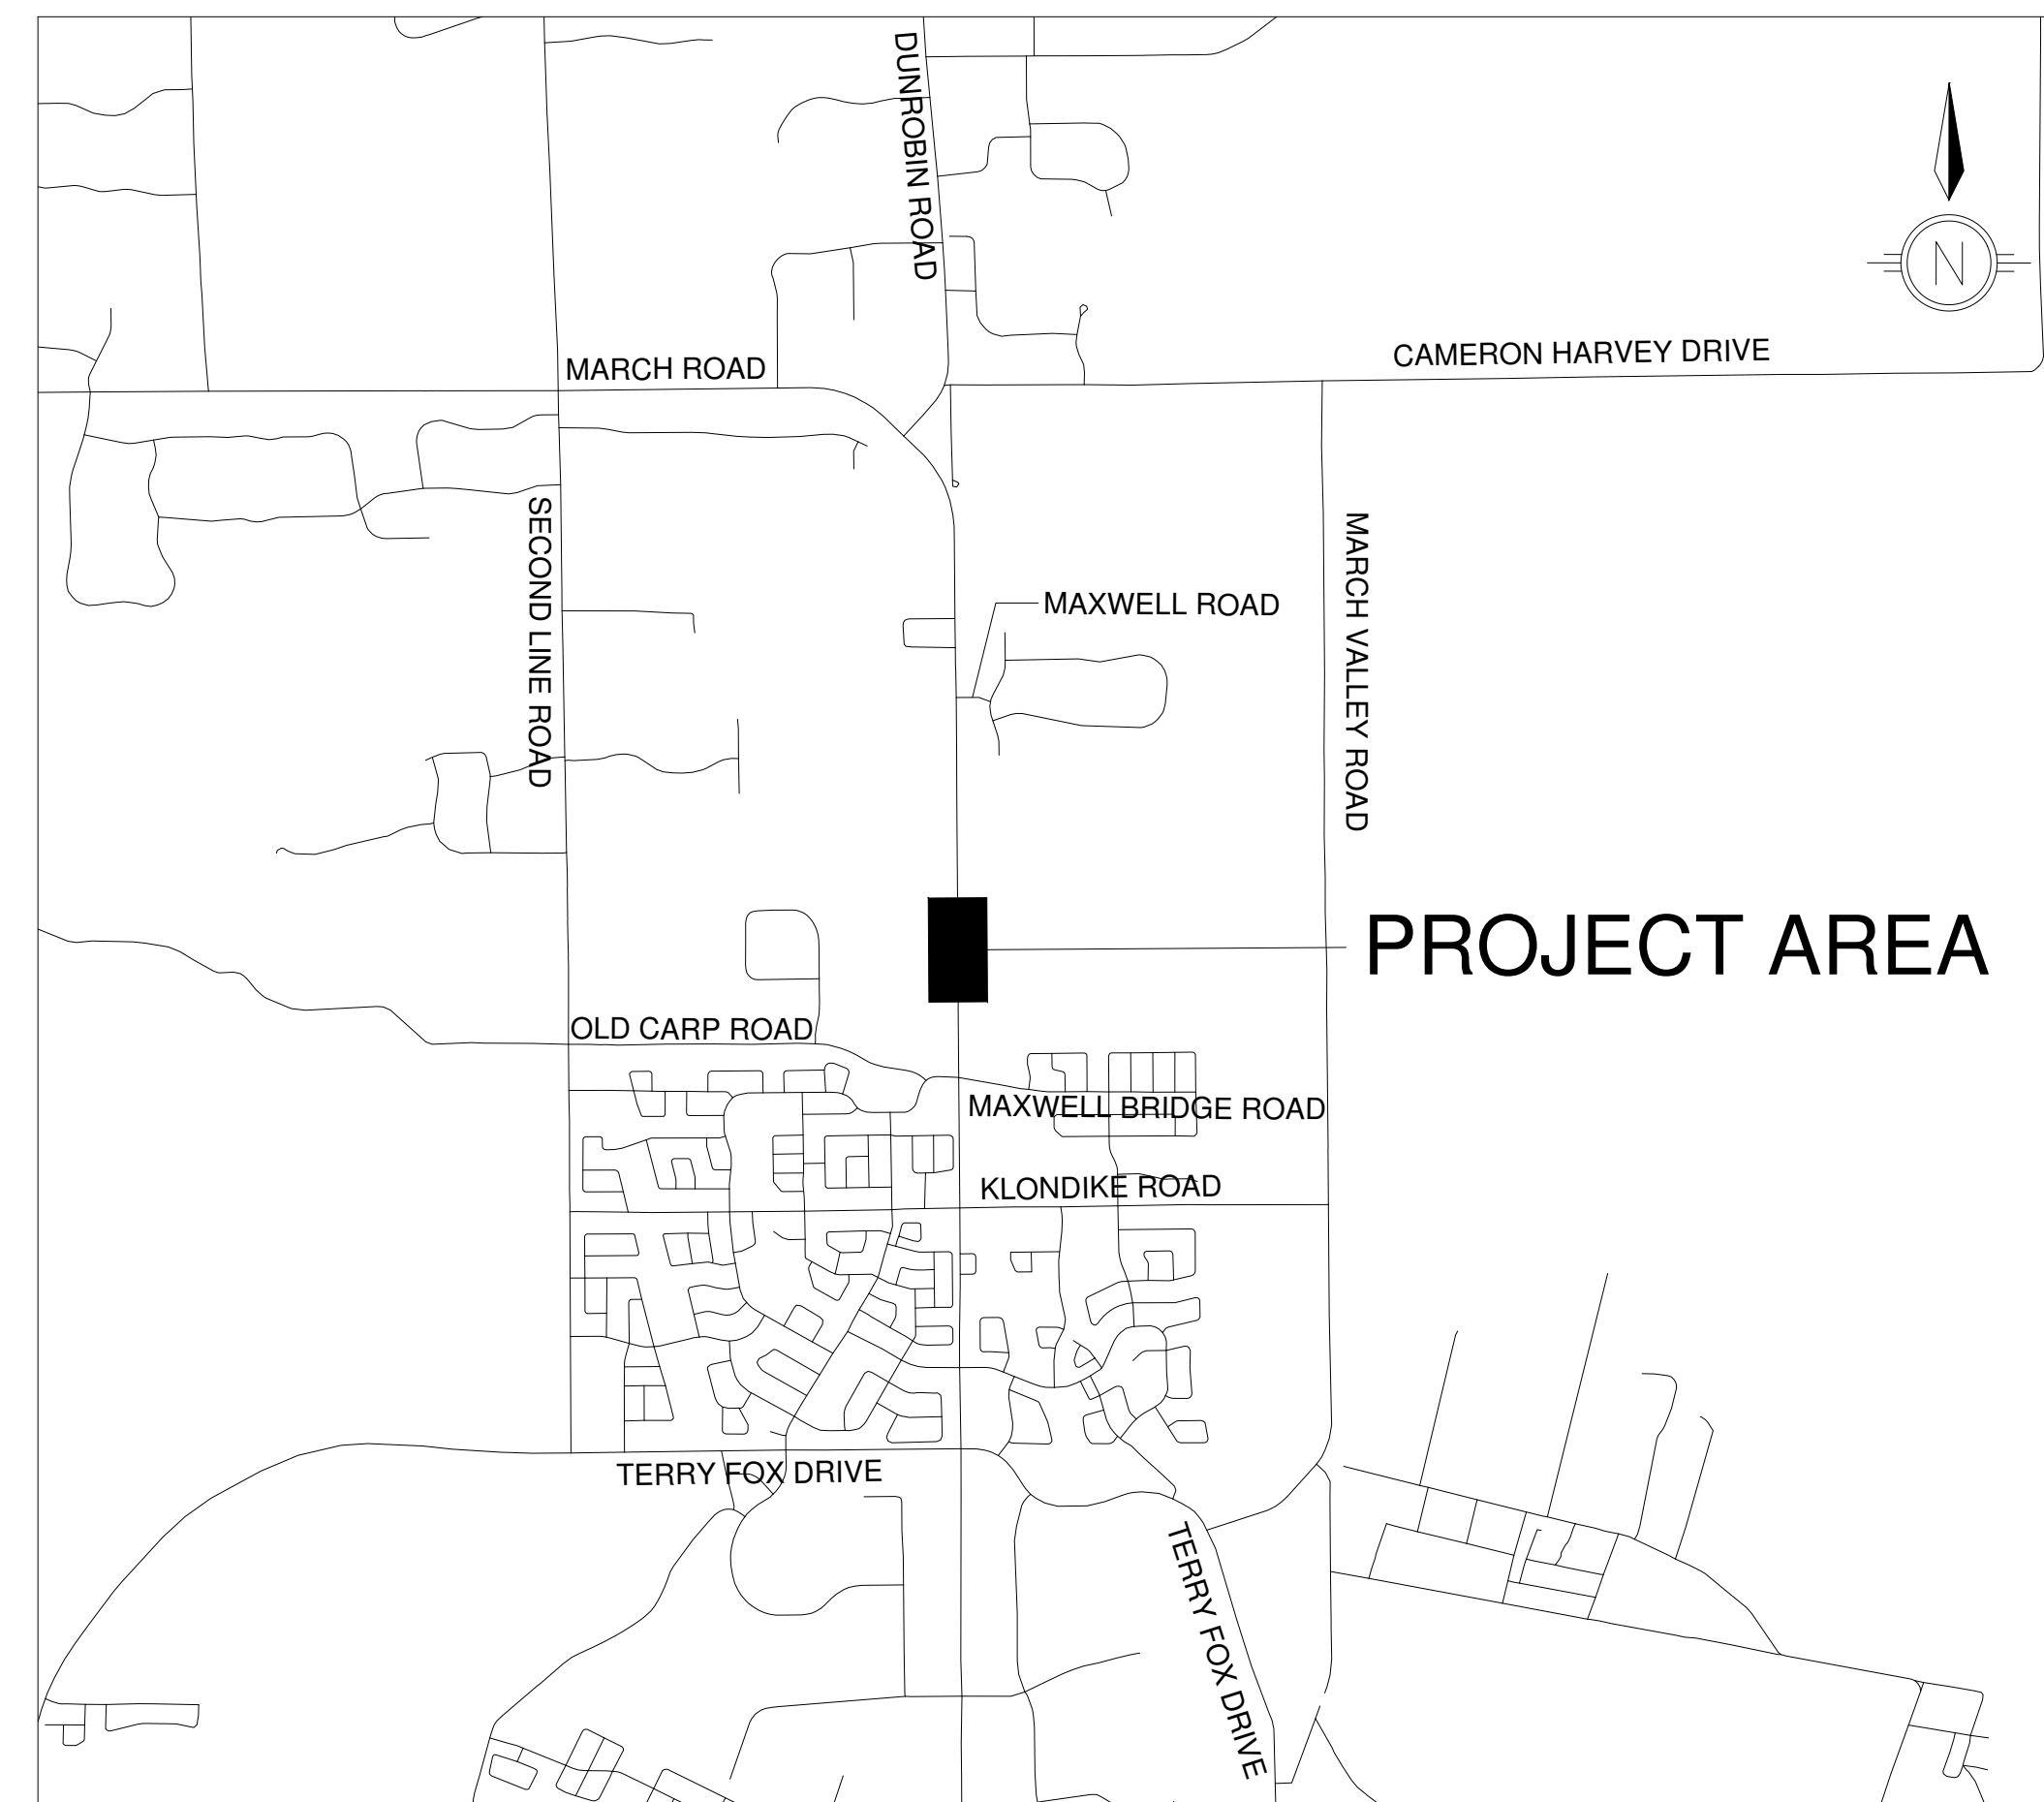 DUNROBIN ROAD
N
MARCH ROAD
CAMERON HARVEY DRIVE
SECOND LINE ROAD
MARCH VALLEY ROAD
MAXWELL ROAD
PROJECT AREA
OLD CARP ROAD
MAXWELL BRIDGE ROAD
KLONDIKE ROAD
TERRY FOX DRIVE
TERRY FOX DRIVE